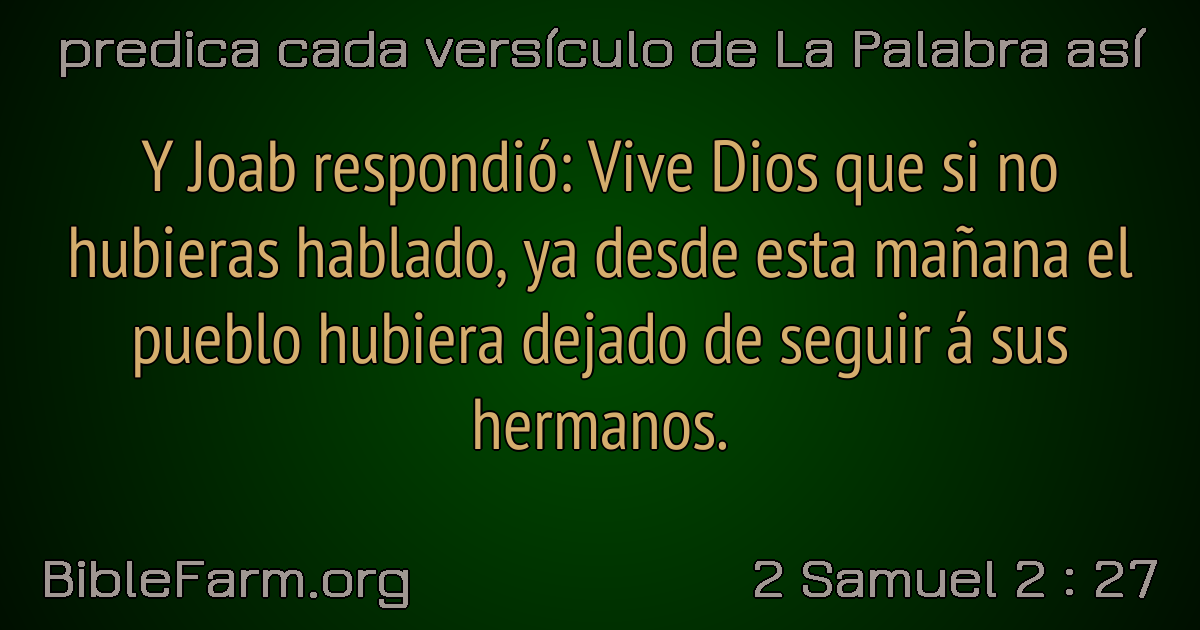 predica cada versículo de La Palabra así
Y Joab respondió: Vive Dios que si no
hubieras hablado, ya desde esta mañana el
pueblo hubiera dejado de seguir á sus
hermanos.
BibleFarm.org
2 Samuel 2 : 27